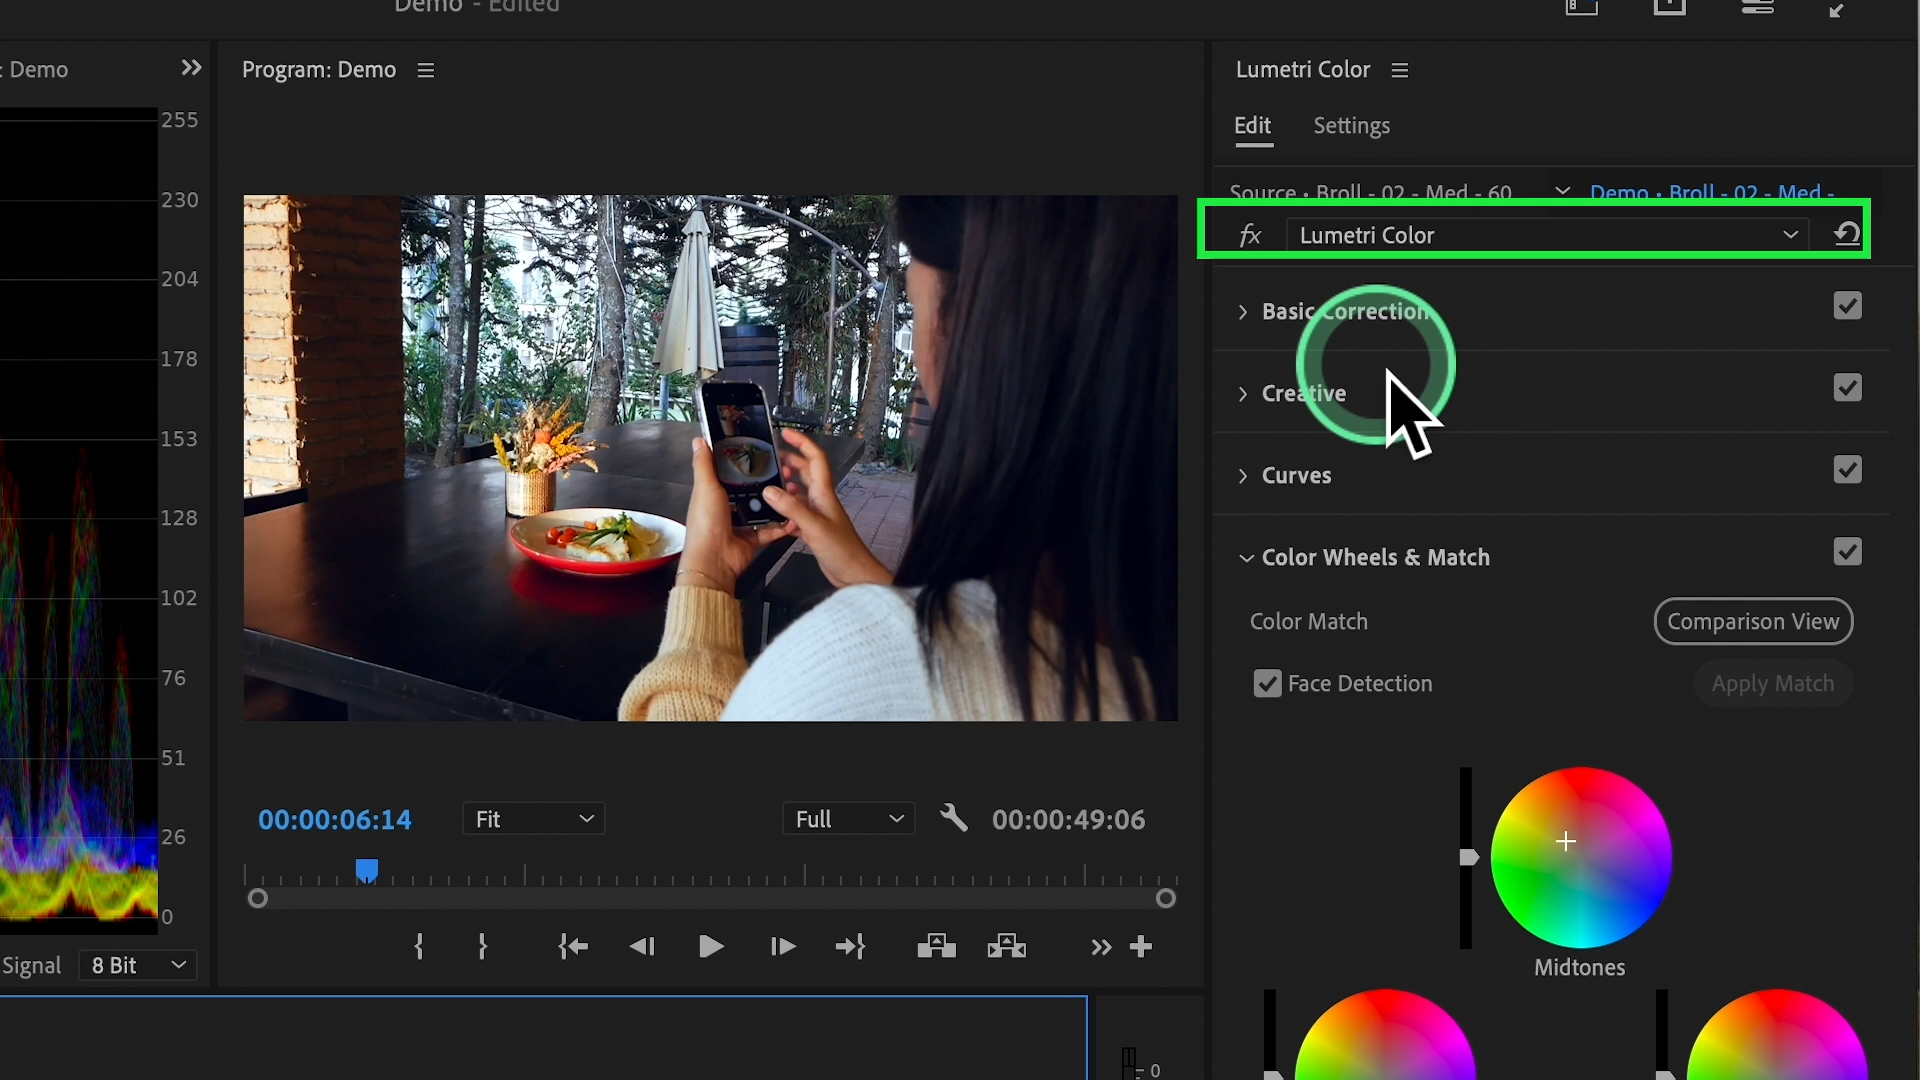 Demo - Edited
: Demo
Program: Demo
Lumetri Color
Edit
Settings
Source • Broll - 02 - Med - 60
Demo • Broll - 02 - Med -
fx
Lumetri Color
Basic Correction
Creative
Curves
Color Wheels & Match
Color Match
Comparison View
Face Detection
Apply Match
Midtones
255
230
204
178
153
128
102
76
51
26
0
Signal
8 Bit
00:00:06:14
Fit
Full
00:00:49:06
0